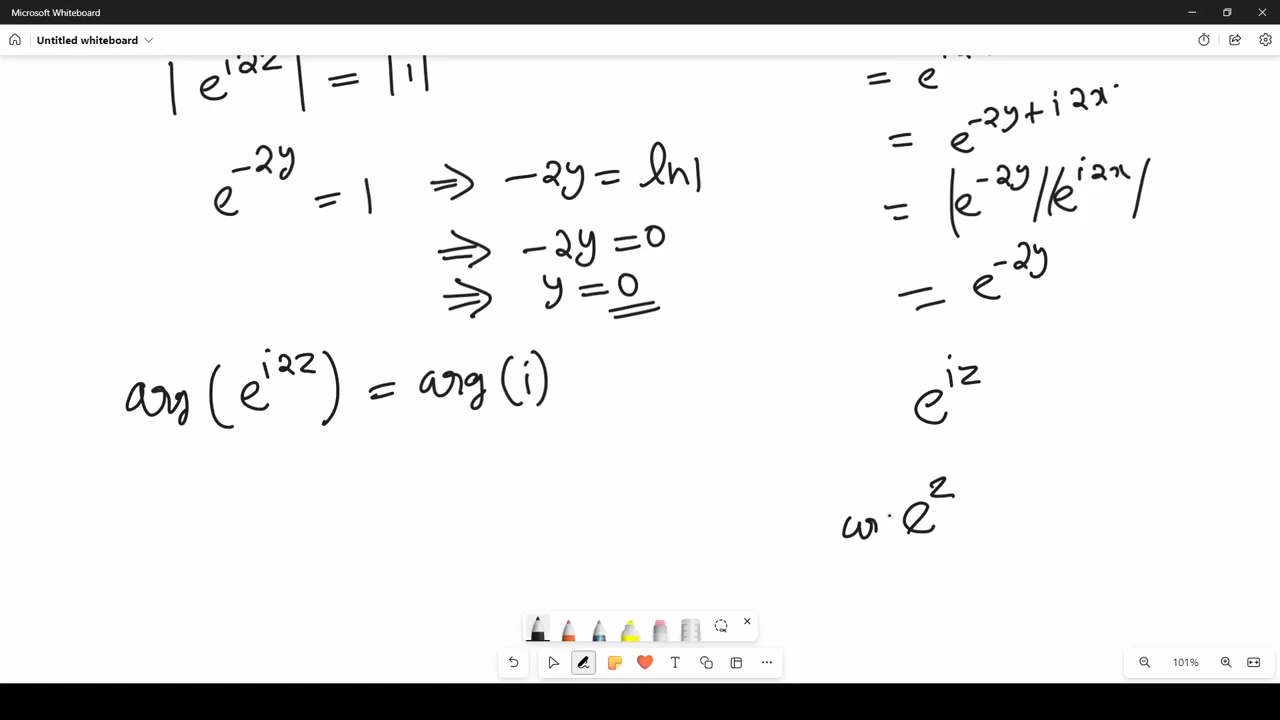 Microsoft Whiteboard
Untitled whiteboard
|e^{i2z}| = |i|
e^{-2y} = 1 ⇒ -2y = ln1
⇒ -2y = 0
⇒ y = 0
arg(e^{i2z}) = arg(i)
= e
= e^{-2y+i2x}
= |e^{-2y}||e^{i2x}|
= e^{-2y}
e^{iz}
w · e^{z}
101%